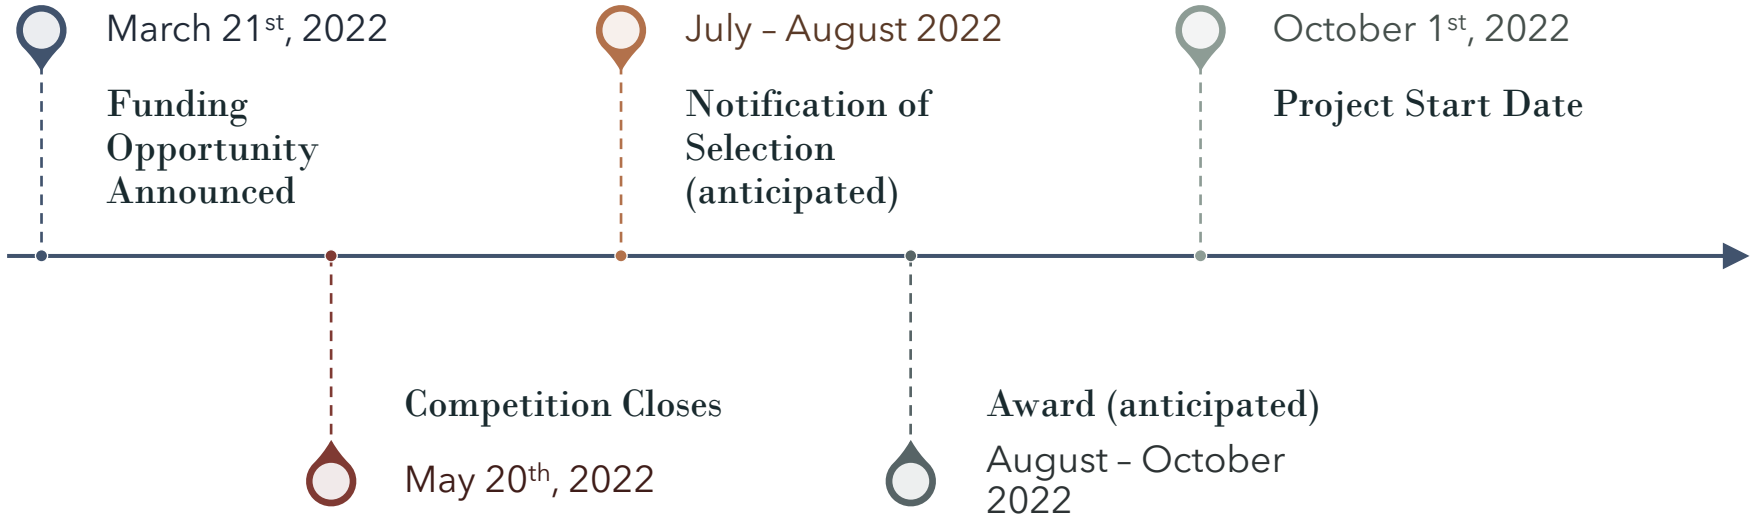 March 21st, 2022
Funding
Opportunity
Announced
Competition Closes
May 20th, 2022
July – August 2022
Notification of
Selection
(anticipated)
Award (anticipated)
August – October
2022
October 1st, 2022
Project Start Date